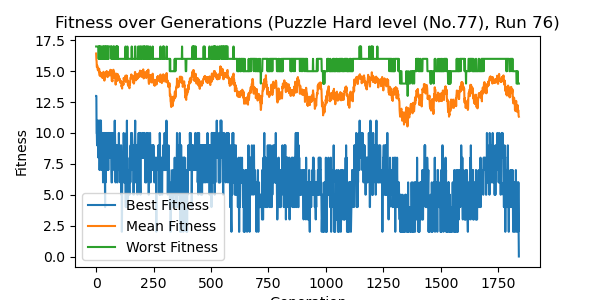 Fitness over Generations (Puzzle Hard level (No.77), Run 76)
17.5
15.0
12.5
10.0
7.5
5.0
2.5
0.0
Fitness
Best Fitness
Mean Fitness
Worst Fitness
0 250 500 750 1000 1250 1500 1750
Generation